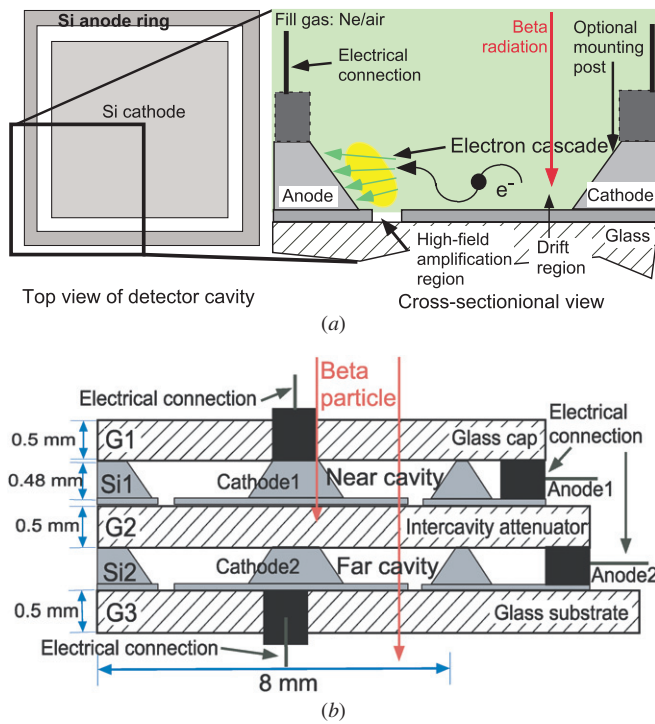 Si anode ring
Si cathode
Top view of detector cavity
Fill gas: Ne/air
Electrical
connection
Beta
radiation
Optional
mounting
post
Electron cascade
e-
Anode
Cathode
Glass
High-field
amplification
region
Drift
region
Cross-sectionional view
(a)
Electrical connection
Beta
particle
Electrical
connection
0.5 mm
G1
Glass cap
0.48 mm
Si1
Cathode1
Near cavity
Anode1
0.5 mm
G2
Intercavity attenuator
Si2
Cathode2
Far cavity
Anode2
0.5 mm
G3
Glass substrate
Electrical connection
8 mm
(b)